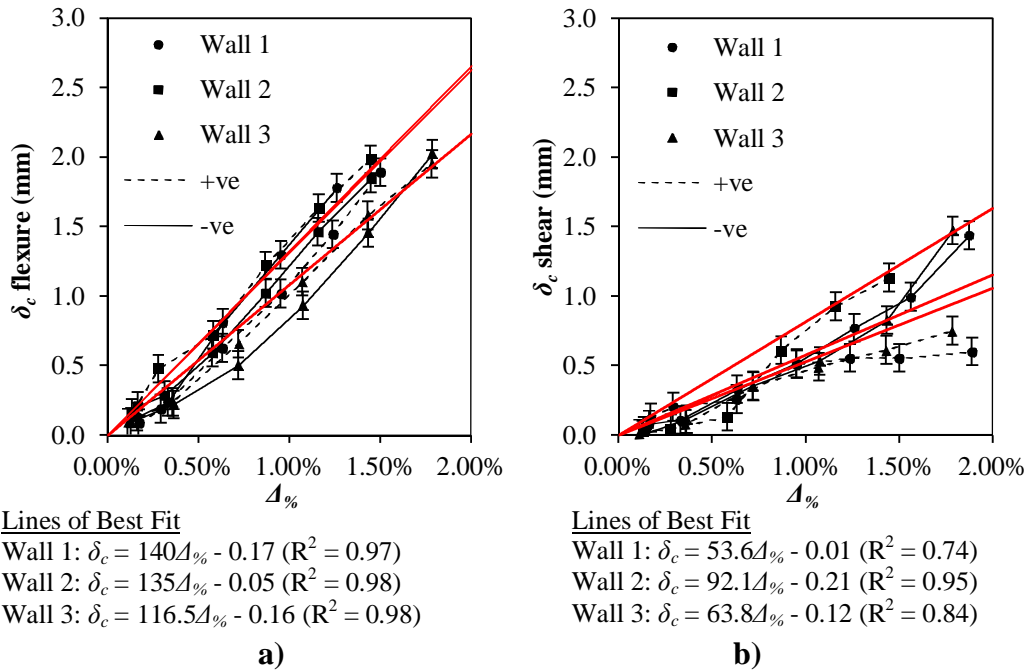 3.0
2.5
2.0
1.5
1.0
0.5
0.0
δc flexure (mm)
Wall 1
Wall 2
Wall 3
+ve
-ve
0.00% 0.50% 1.00% 1.50% 2.00%
Δ%
Lines of Best Fit
Wall 1: δc = 140Δ% - 0.17 (R² = 0.97)
Wall 2: δc = 135Δ% - 0.05 (R² = 0.98)
Wall 3: δc = 116.5Δ% - 0.16 (R² = 0.98)
a)
3.0
2.5
2.0
1.5
1.0
0.5
0.0
δc shear (mm)
Wall 1
Wall 2
Wall 3
+ve
-ve
0.00% 0.50% 1.00% 1.50% 2.00%
Δ%
Lines of Best Fit
Wall 1: δc = 53.6Δ% - 0.01 (R² = 0.74)
Wall 2: δc = 92.1Δ% - 0.21 (R² = 0.95)
Wall 3: δc = 63.8Δ% - 0.12 (R² = 0.84)
b)